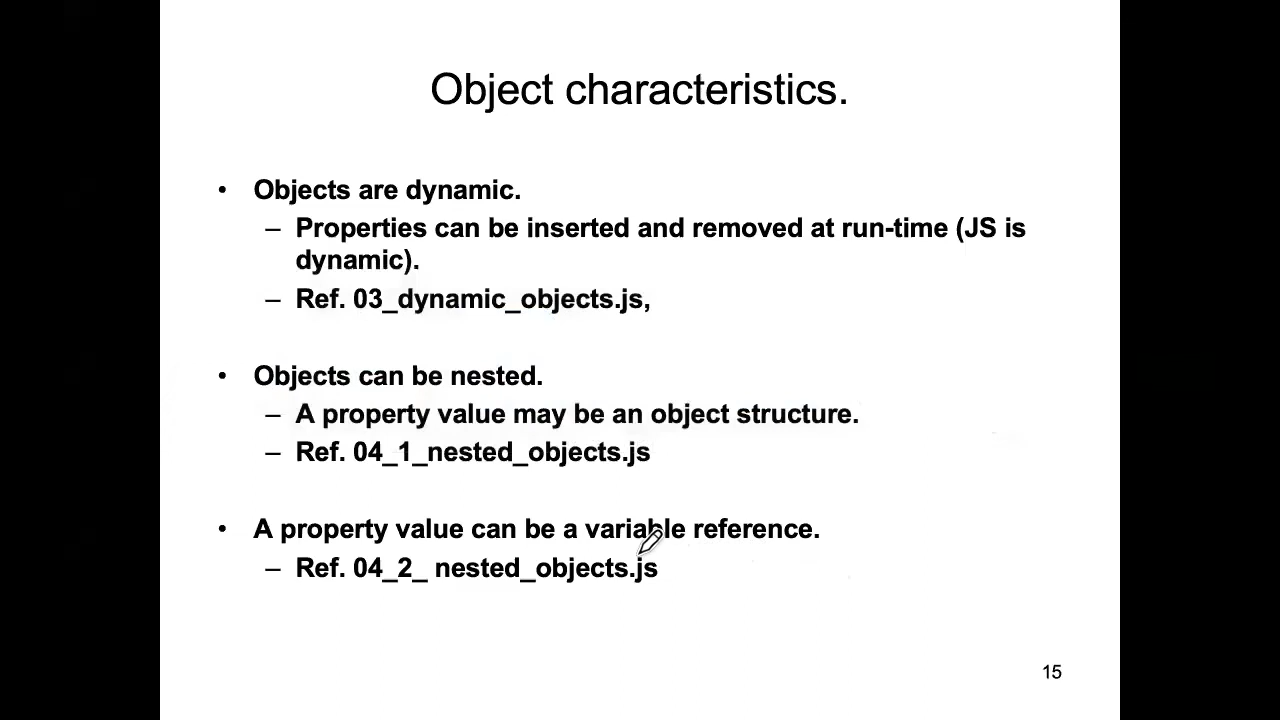 Object characteristics.
• Objects are dynamic.
– Properties can be inserted and removed at run-time (JS is
dynamic).
– Ref. 03_dynamic_objects.js,
• Objects can be nested.
– A property value may be an object structure.
– Ref. 04_1_nested_objects.js
• A property value can be a variable reference.
– Ref. 04_2_ nested_objects.js
15